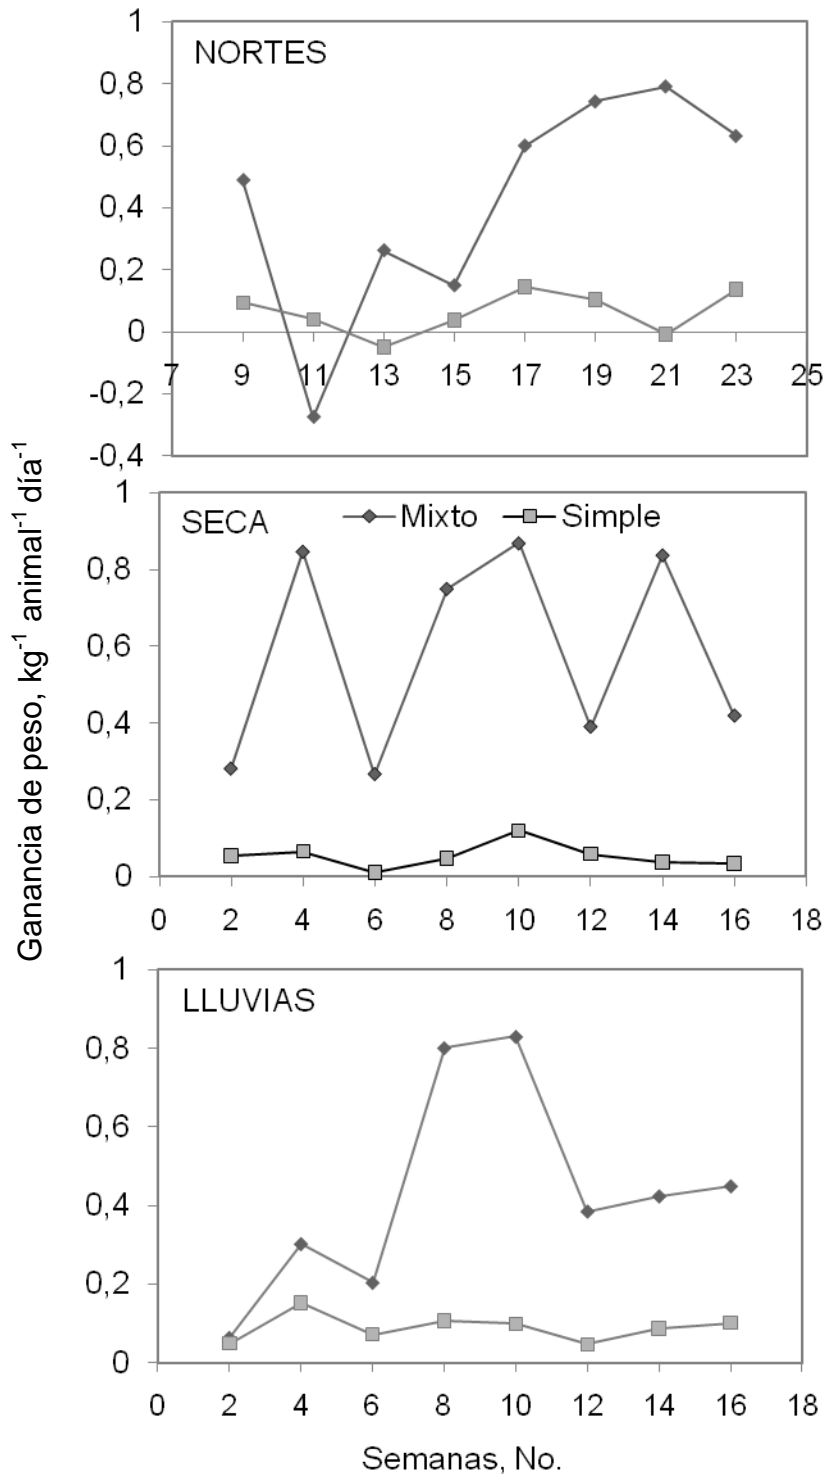 Ganancia de peso, kg-1 animal-1 día-1
1
NORTES
0,8
0,6
0,4
0,2
0
7 9 11 13 15 17 19 21 23 25
-0,2
-0,4
1
SECA Mixto Simple
0,8
0,6
0,4
0,2
0
0 2 4 6 8 10 12 14 16 18
1
LLUVIAS
0,8
0,6
0,4
0,2
0
0 2 4 6 8 10 12 14 16 18
Semanas, No.